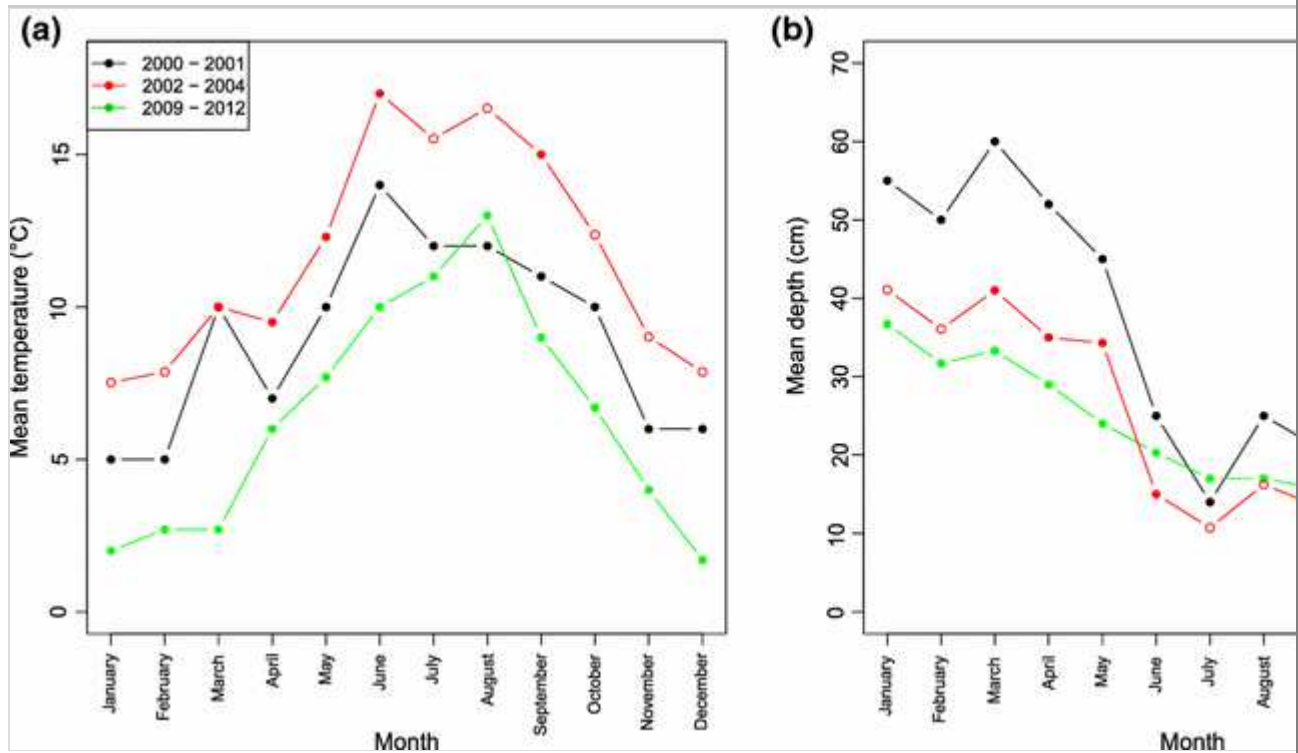 (a)
2000 − 2001
2002 − 2004
2009 − 2012
Mean temperature (°C)
15
10
5
0
January
February
March
April
May
June
July
August
September
October
November
December
Month
(b)
Mean depth (cm)
70
60
50
40
30
20
10
0
January
February
March
April
May
June
July
August
Month